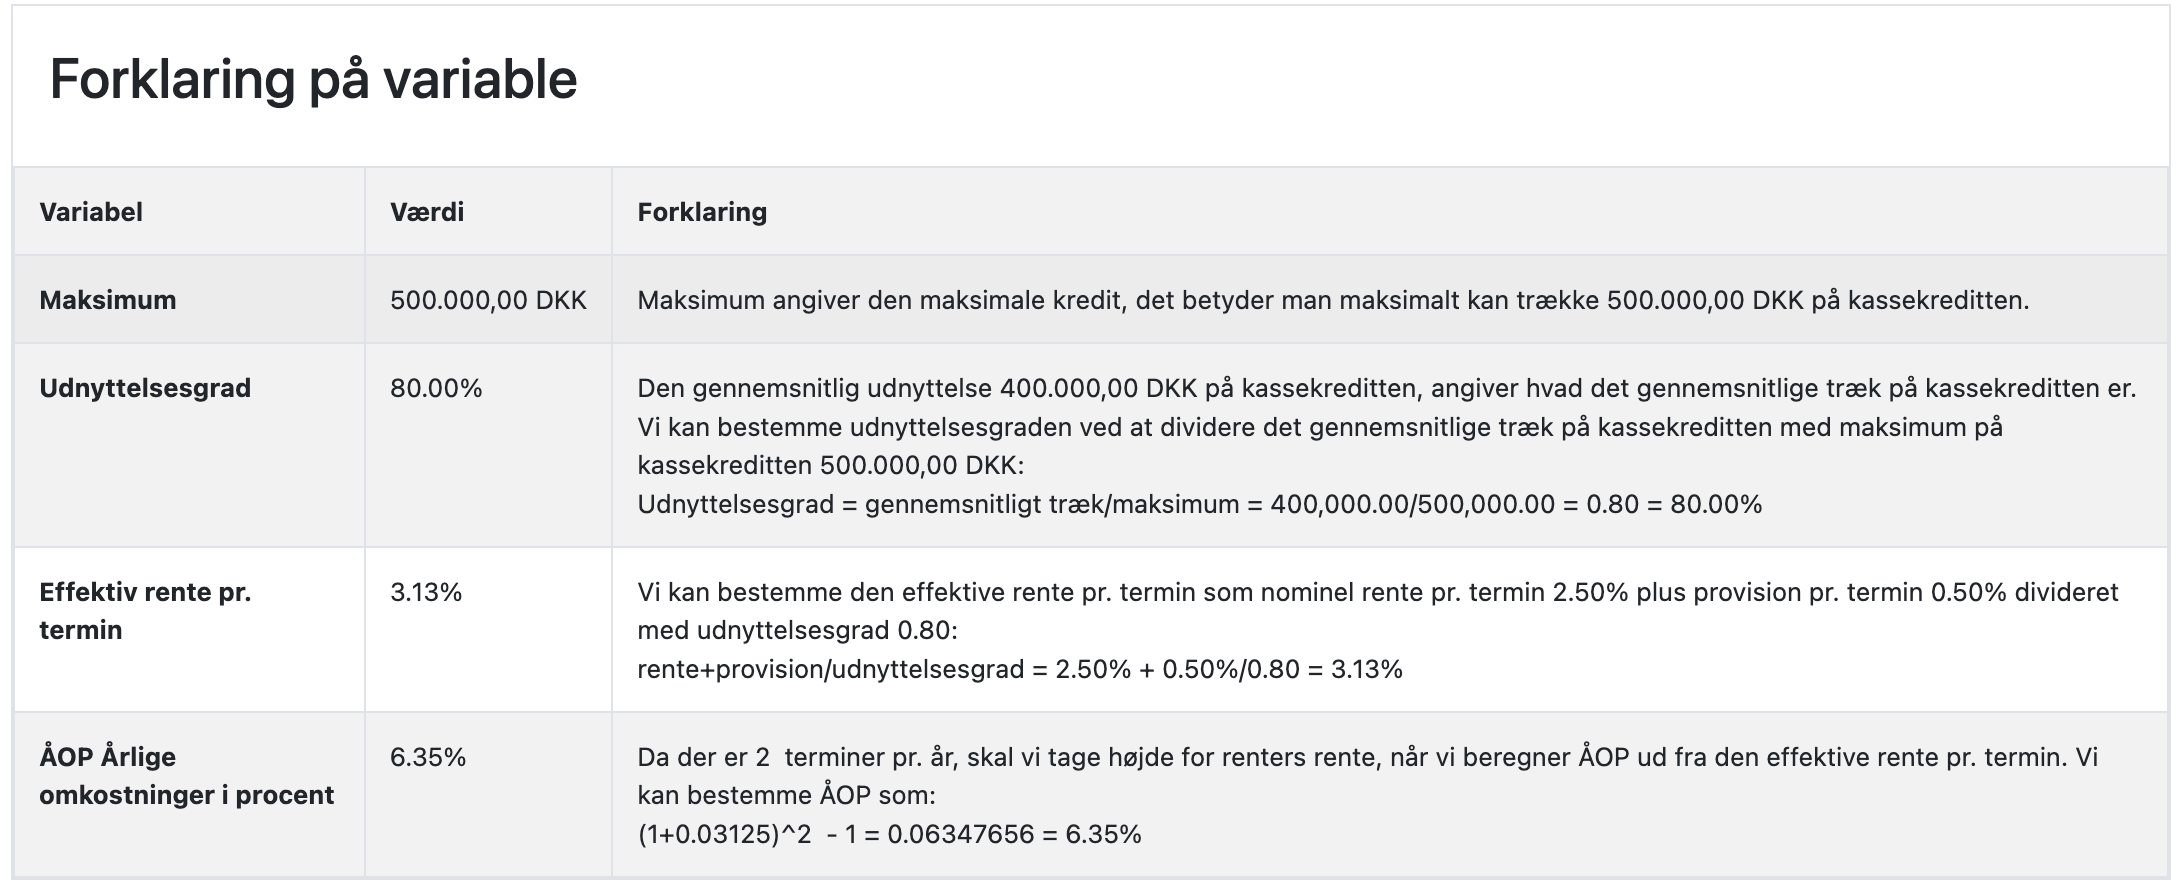 Forklaring på variable
Variabel Værdi Forklaring
Maksimum 500.000,00 DKK Maksimum angiver den maksimale kredit, det betyder man maksimalt kan trække 500.000,00 DKK på kassekreditten.
Udnyttelsesgrad 80.00% Den gennemsnitlig udnyttelse 400.000,00 DKK på kassekreditten, angiver hvad det gennemsnitlige træk på kassekreditten er.
Vi kan bestemme udnyttelsesgraden ved at dividere det gennemsnitlige træk på kassekreditten med maksimum på
kassekreditten 500.000,00 DKK:
Udnyttelsesgrad = gennemsnitligt træk/maksimum = 400,000.00/500,000.00 = 0.80 = 80.00%
Effektiv rente pr. 3.13% Vi kan bestemme den effektive rente pr. termin som nominel rente pr. termin 2.50% plus provision pr. termin 0.50% divideret
termin med udnyttelsesgrad 0.80:
rente+provision/udnyttelsesgrad = 2.50% + 0.50%/0.80 = 3.13%
ÅOP Årlige 6.35% Da der er 2  terminer pr. år, skal vi tage højde for renters rente, når vi beregner ÅOP ud fra den effektive rente pr. termin. Vi
omkostninger i procent kan bestemme ÅOP som:
(1+0.03125)^2  - 1 = 0.06347656 = 6.35%